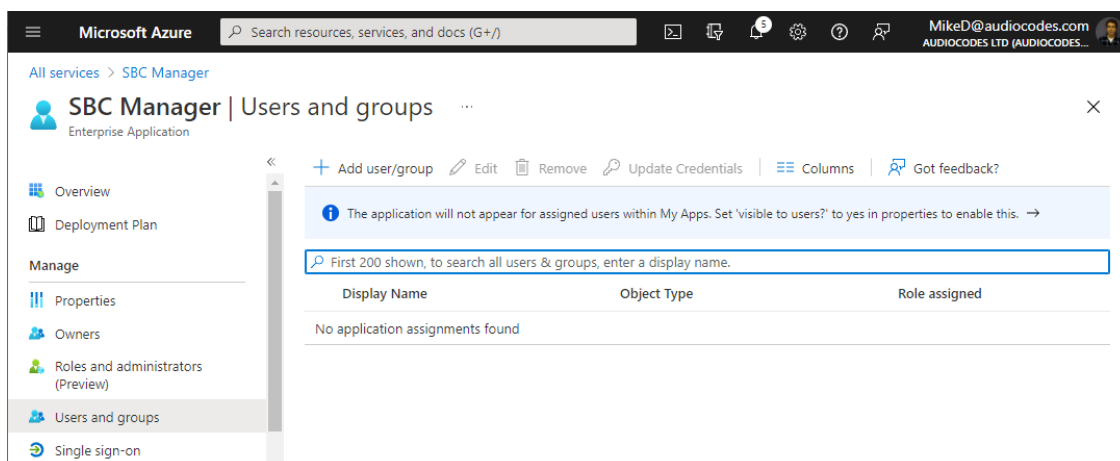 Microsoft Azure
Search resources, services, and docs (G+/)
5
MikeD@audiocodes.com
AUDIOCODES LTD (AUDIOCODES...
All services > SBC Manager
SBC Manager | Users and groups ...
Enterprise Application
+ Add user/group Edit Remove Update Credentials Columns Got feedback?
Overview
Deployment Plan
Manage
Properties
Owners
Roles and administrators
(Preview)
Users and groups
Single sign-on
The application will not appear for assigned users within My Apps. Set 'visible to users?' to yes in properties to enable this. →
First 200 shown, to search all users & groups, enter a display name.
Display Name Object Type Role assigned
No application assignments found